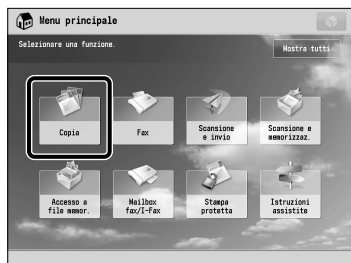 Menu principale
Selezionare una funzione.
Mostra tutti
Copia
Fax
Scansione
e invio
Scansione e
memorizzaz.
Accesso a
file memor.
Mailbox
fax/I-Fax
Stampa
protetta
Istruzioni
assistite